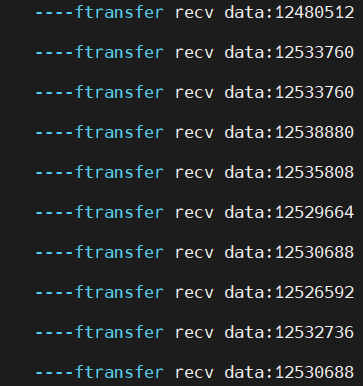 ----ftransfer recv data:12480512
----ftransfer recv data:12533760
----ftransfer recv data:12533760
----ftransfer recv data:12538880
----ftransfer recv data:12535808
----ftransfer recv data:12529664
----ftransfer recv data:12530688
----ftransfer recv data:12526592
----ftransfer recv data:12532736
----ftransfer recv data:12530688